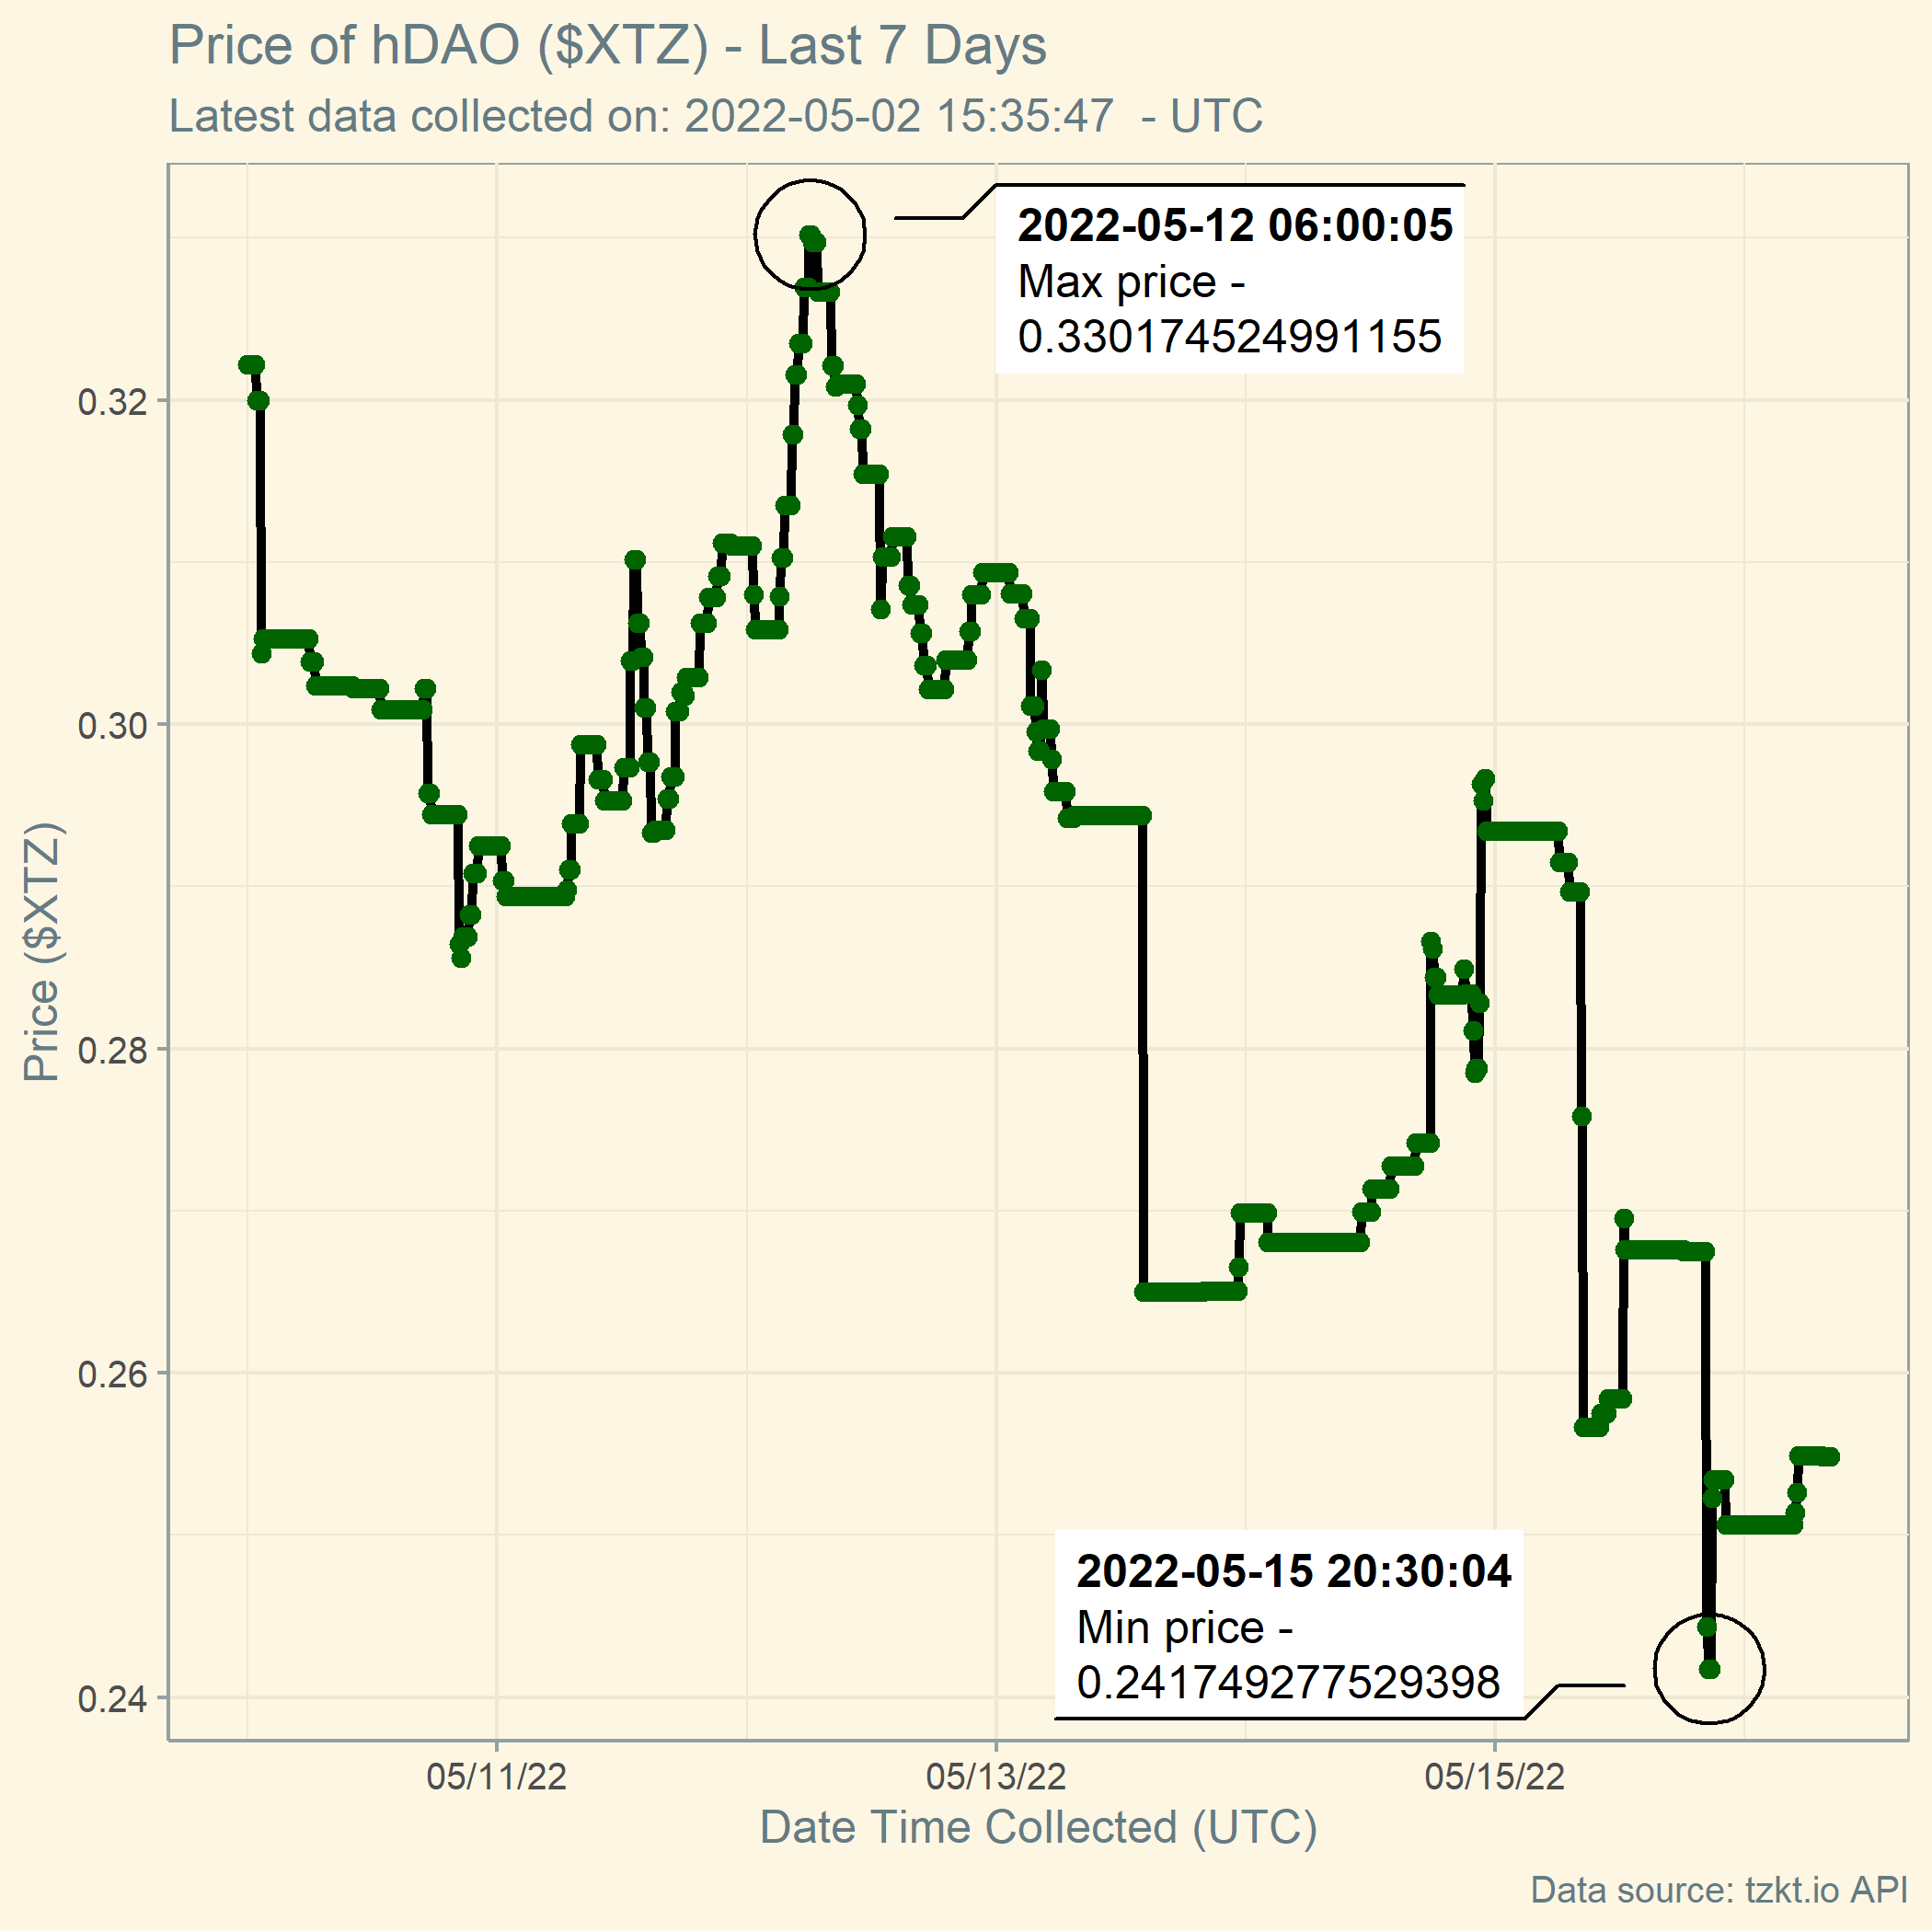 Price of hDAO ($XTZ) - Last 7 Days
Latest data collected on: 2022-05-02 15:35:47  - UTC
2022-05-12 06:00:05
Max price -
0.330174524991155
0.32
0.30
0.28
0.26
0.24
Price ($XTZ)
2022-05-15 20:30:04
Min price -
0.241749277529398
05/11/22
05/13/22
05/15/22
Date Time Collected (UTC)
Data source: tzkt.io API